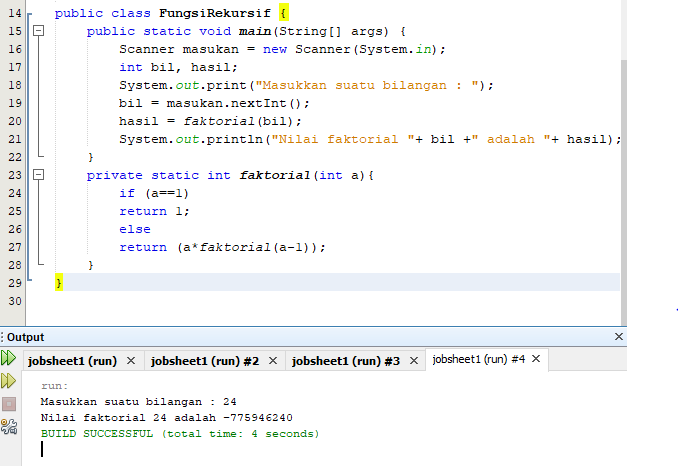 14 public class FungsiRekursif {
15 public static void main(String[] args) {
16 Scanner masukan = new Scanner(System.in);
17 int bil, hasil;
18 System.out.print("Masukkan suatu bilangan : ");
19 bil = masukan.nextInt();
20 hasil = faktorial(bil);
21 System.out.println("Nilai faktorial "+ bil +" adalah "+ hasil);
22 }
23 private static int faktorial(int a){
24 if (a==1)
25 return 1;
26 else
27 return (a*faktorial(a-1));
28 }
29 }
30
Output
jobsheet1 (run) jobsheet1 (run) #2 jobsheet1 (run) #3 jobsheet1 (run) #4
run:
Masukkan suatu bilangan : 24
Nilai faktorial 24 adalah -775946240
BUILD SUCCESSFUL (total time: 4 seconds)